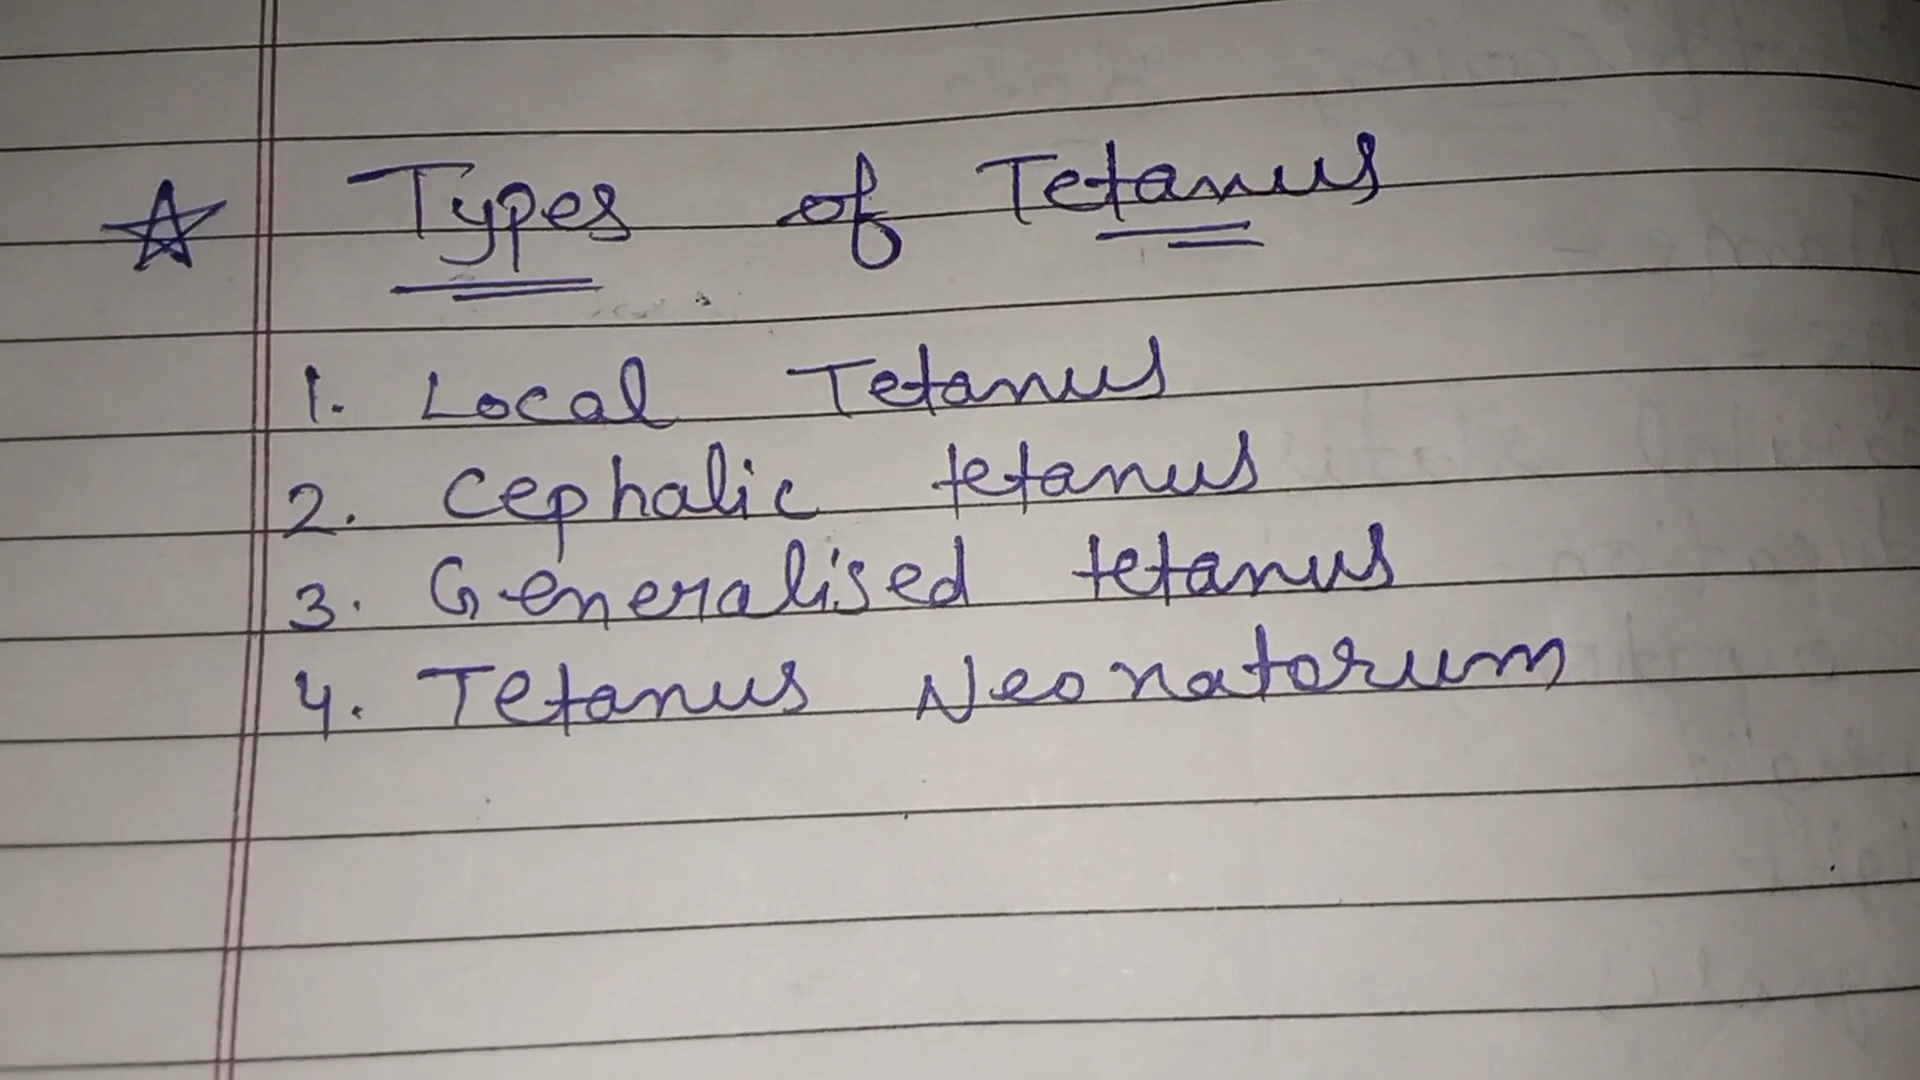 Types of Tetanus
1. Local Tetanus
2. Cephalic tetanus
3. Generalised tetanus
4. Tetanus Neonatorum